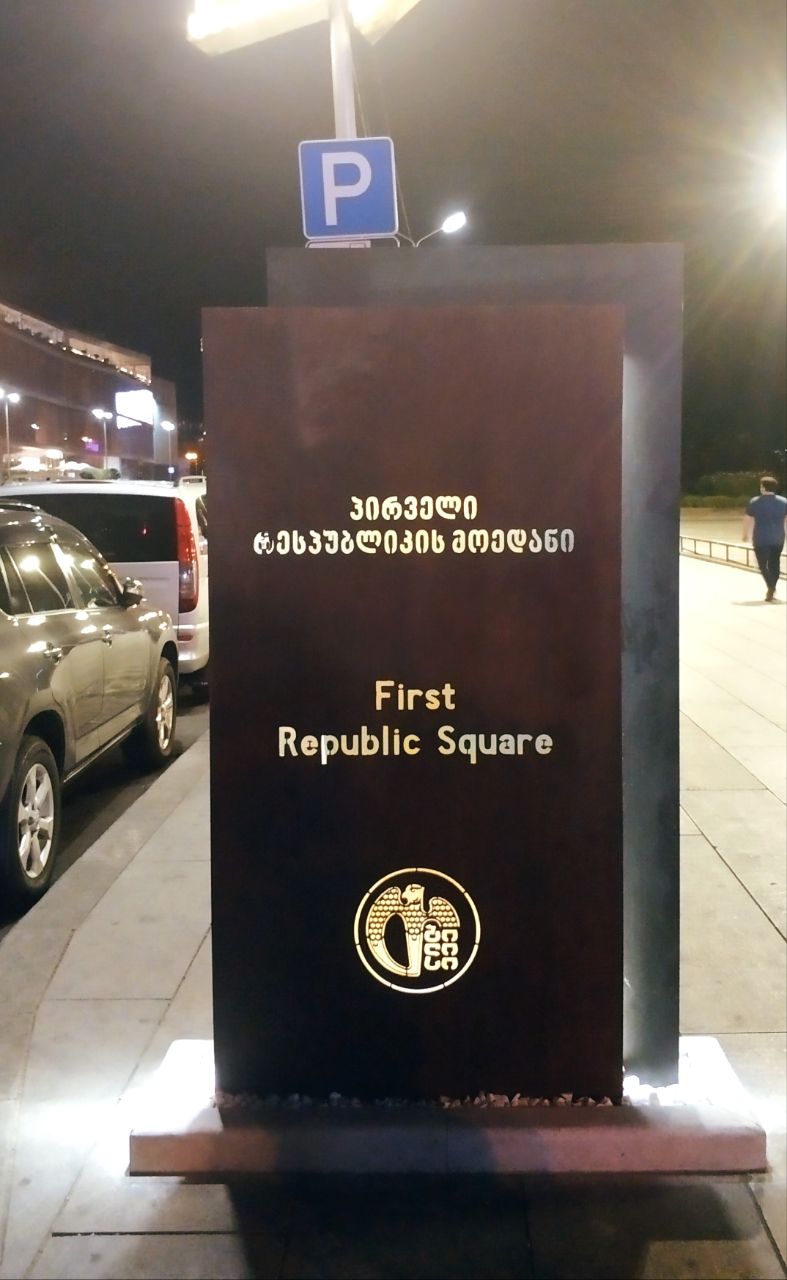 P
პირველი
რესპუბლიკის მოედანი
First
Republic Square